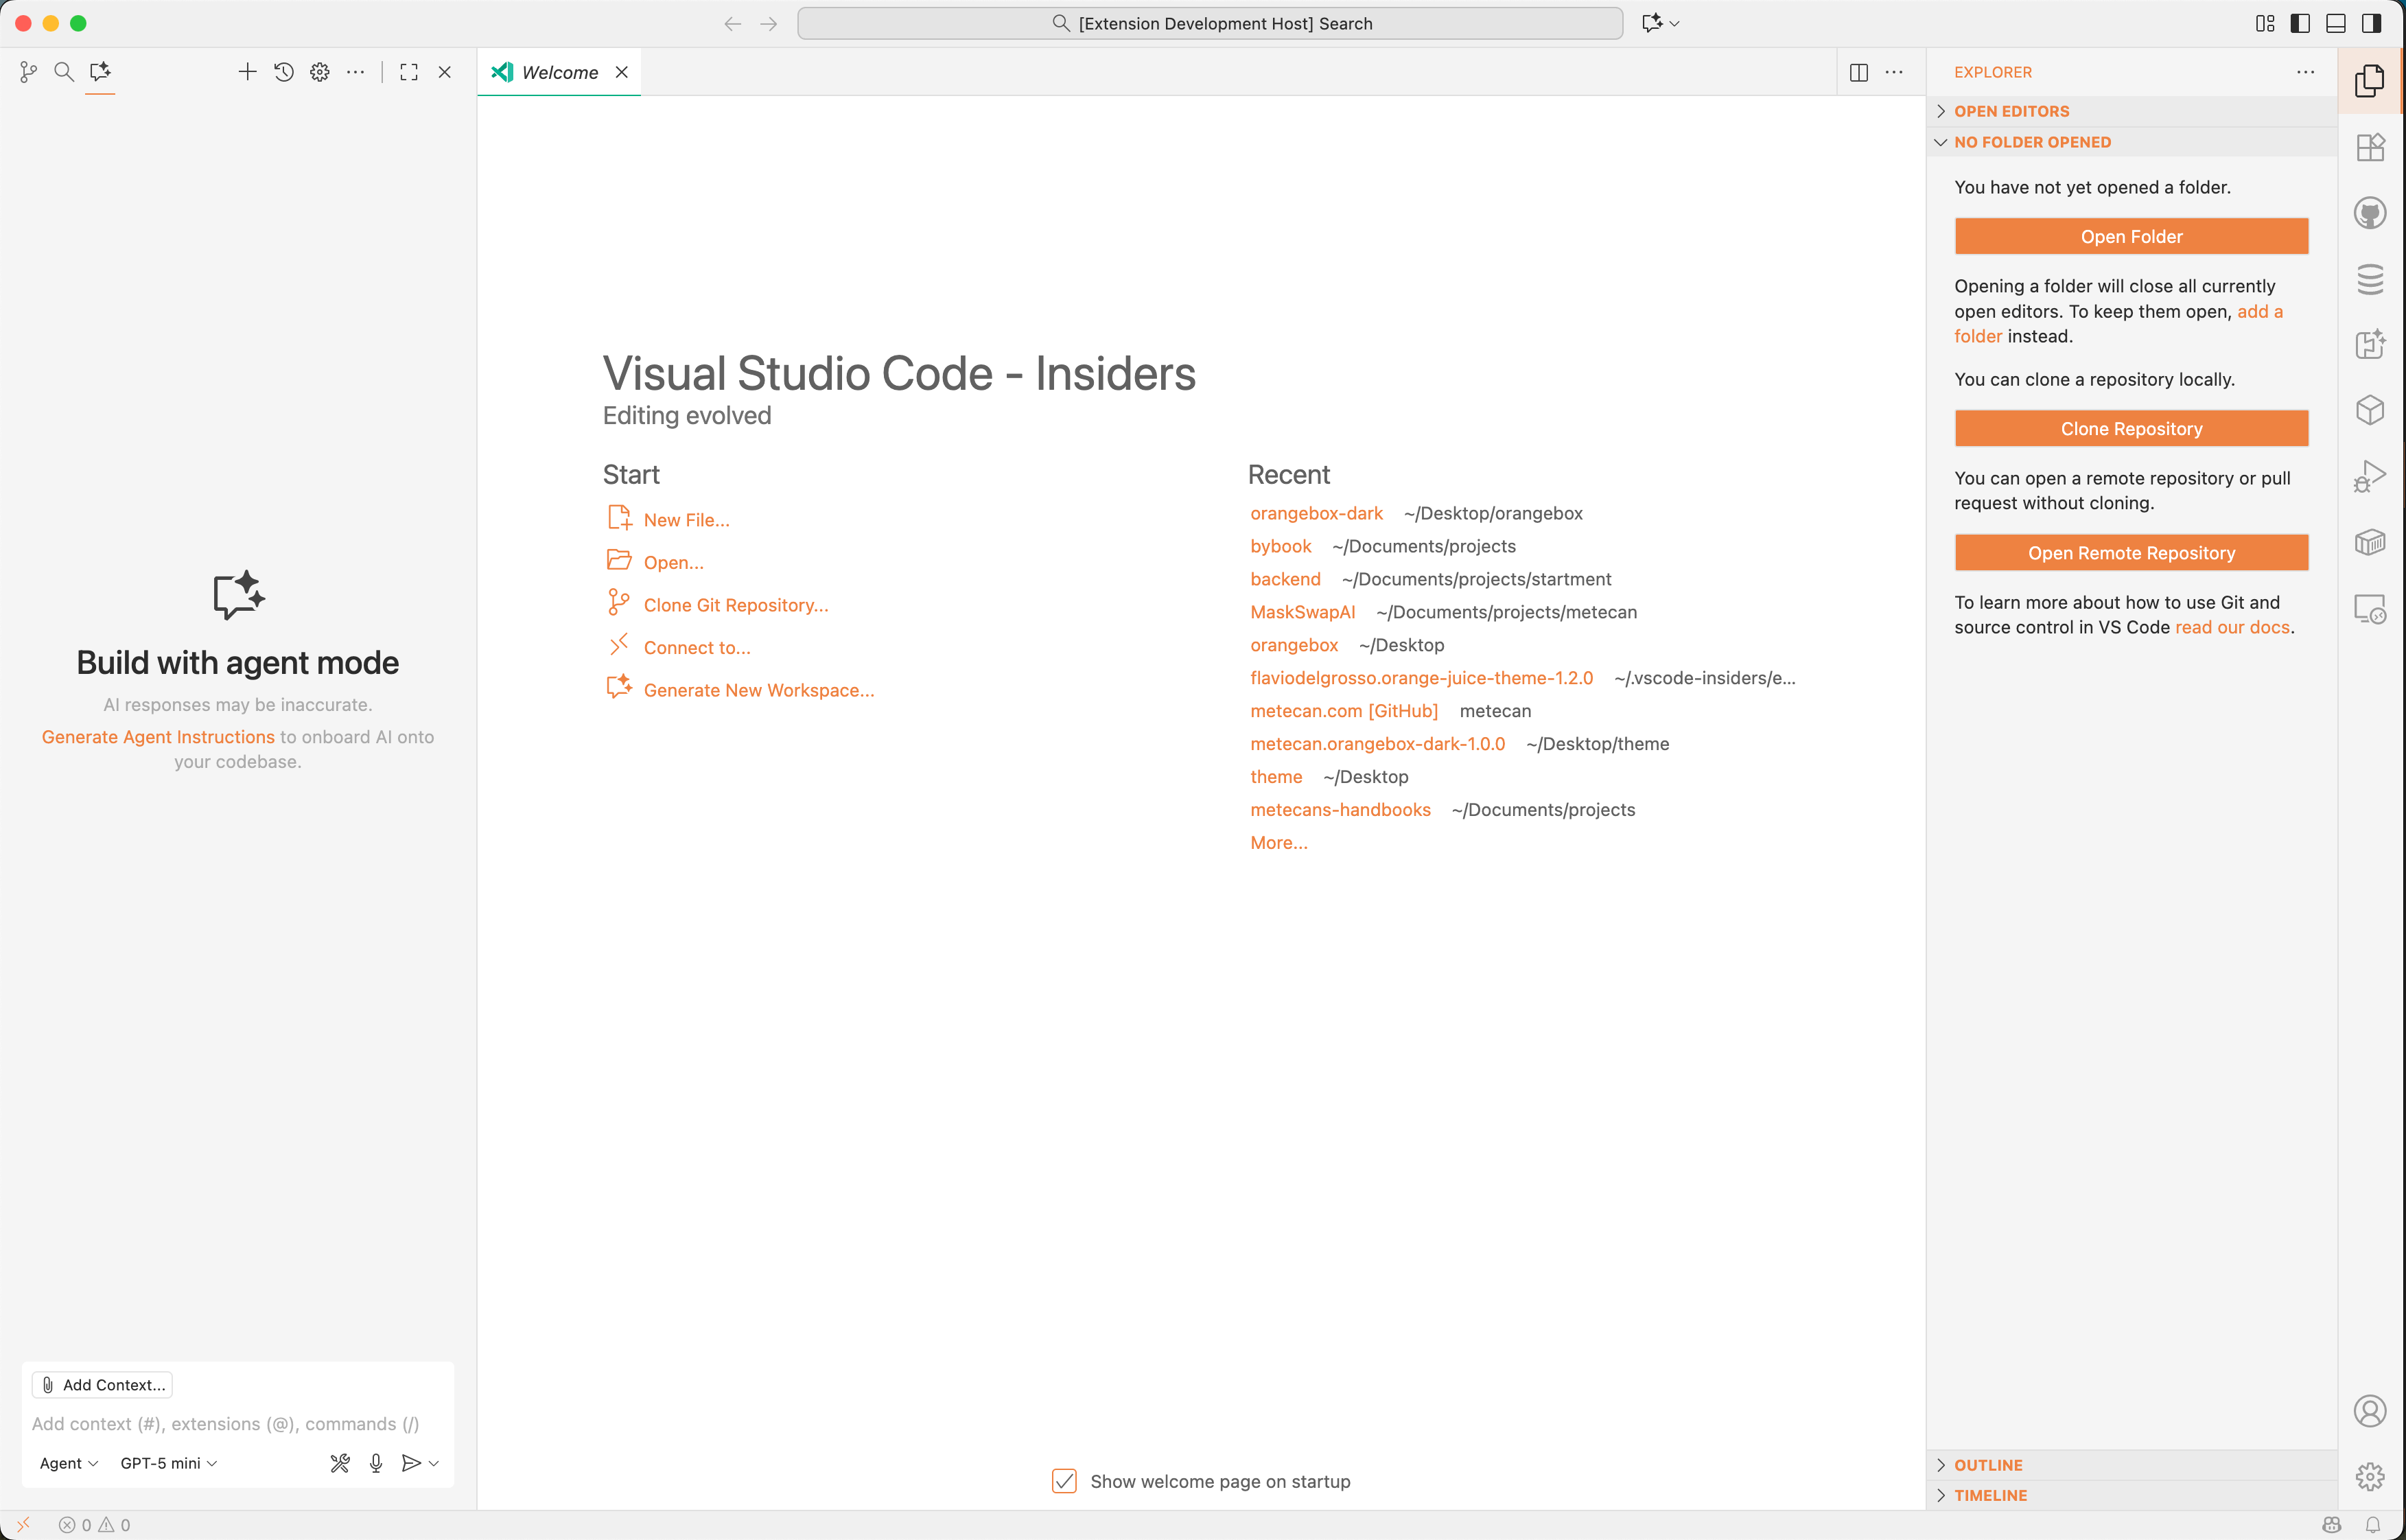 [Extension Development Host] Search
Welcome
Build with agent mode
AI responses may be inaccurate.
Generate Agent Instructions to onboard AI onto
your codebase.
Add Context...
Add context (#), extensions (@), commands (/)
Agent
GPT-5 mini
Visual Studio Code - Insiders
Editing evolved
Start
New File...
Open...
Clone Git Repository...
Connect to...
Generate New Workspace...
Recent
orangebox-dark ~/Desktop/orangebox
bybook ~/Documents/projects
backend ~/Documents/projects/startment
MaskSwapAI ~/Documents/projects/metecan
orangebox ~/Desktop
flaviodelgrosso.orange-juice-theme-1.2.0 ~/.vscode-insiders/e...
metecan.com [GitHub] metecan
metecan.orangebox-dark-1.0.0 ~/Desktop/theme
theme ~/Desktop
metecans-handbooks ~/Documents/projects
More...
Show welcome page on startup
EXPLORER
OPEN EDITORS
NO FOLDER OPENED
You have not yet opened a folder.
Open Folder
Opening a folder will close all currently
open editors. To keep them open, add a
folder instead.
You can clone a repository locally.
Clone Repository
You can open a remote repository or pull
request without cloning.
Open Remote Repository
To learn more about how to use Git and
source control in VS Code read our docs.
OUTLINE
TIMELINE
0 0